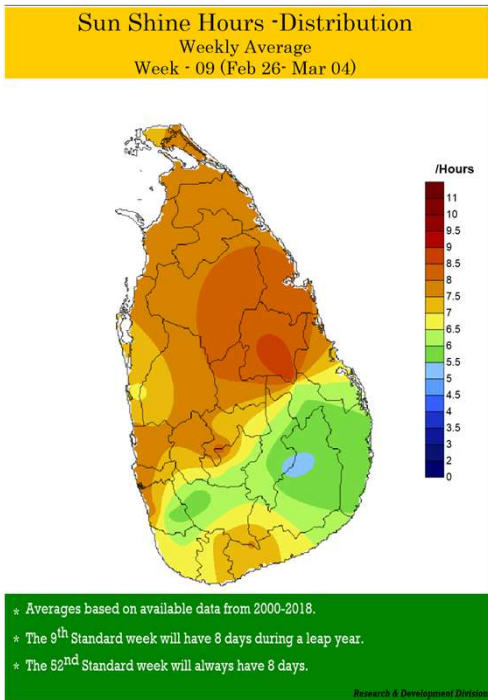 Sun Shine Hours -Distribution
Weekly Average
Week - 09 (Feb 26- Mar 04)
/Hours
11
10
9.5
9
8.5
8
7.5
7
6.5
6
5.5
5
4.5
4
3.5
3
2
0
* Averages based on available data from 2000-2018.
* The 9th Standard week will have 8 days during a leap year.
* The 52nd Standard week will always have 8 days.
Research & Development Division